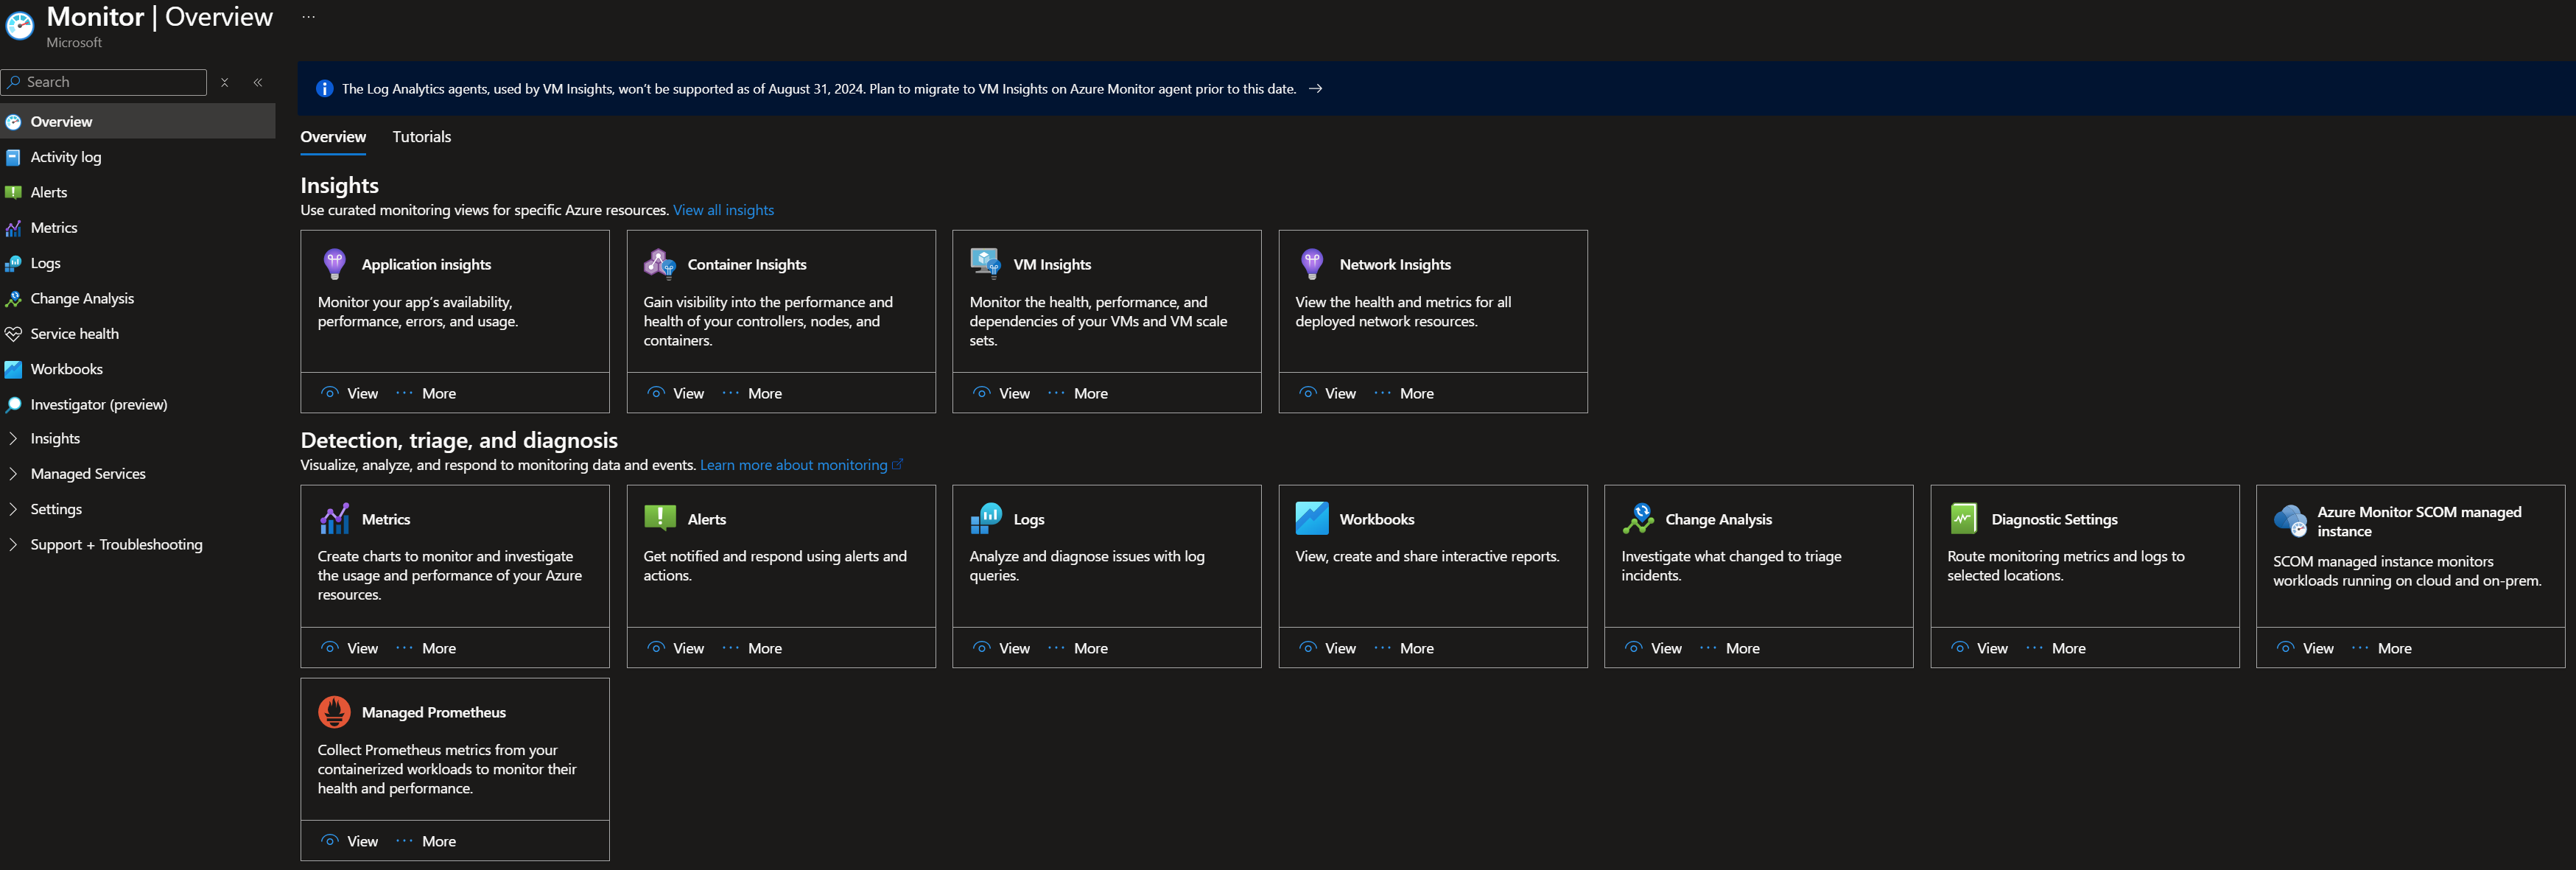 Monitor | Overview ...
Microsoft
Search
Overview
Activity log
Alerts
Metrics
Logs
Change Analysis
Service health
Workbooks
Investigator (preview)
Insights
Managed Services
Settings
Support + Troubleshooting
The Log Analytics agents, used by VM Insights, won't be supported as of August 31, 2024. Plan to migrate to VM Insights on Azure Monitor agent prior to this date. →
Overview Tutorials
Insights
Use curated monitoring views for specific Azure resources. View all insights
Application insights
Monitor your app's availability,
performance, errors, and usage.
View ... More
Container Insights
Gain visibility into the performance and
health of your controllers, nodes, and
containers.
View ... More
VM Insights
Monitor the health, performance, and
dependencies of your VMs and VM scale
sets.
View ... More
Network Insights
View the health and metrics for all
deployed network resources.
View ... More
Detection, triage, and diagnosis
Visualize, analyze, and respond to monitoring data and events. Learn more about monitoring
Metrics
Create charts to monitor and investigate
the usage and performance of your Azure
resources.
View ... More
Alerts
Get notified and respond using alerts and
actions.
View ... More
Logs
Analyze and diagnose issues with log
queries.
View ... More
Workbooks
View, create and share interactive reports.
View ... More
Change Analysis
Investigate what changed to triage
incidents.
View ... More
Diagnostic Settings
Route monitoring metrics and logs to
selected locations.
View ... More
Azure Monitor SCOM managed
instance
SCOM managed instance monitors
workloads running on cloud and on-prem.
View ... More
Managed Prometheus
Collect Prometheus metrics from your
containerized workloads to monitor their
health and performance.
View ... More